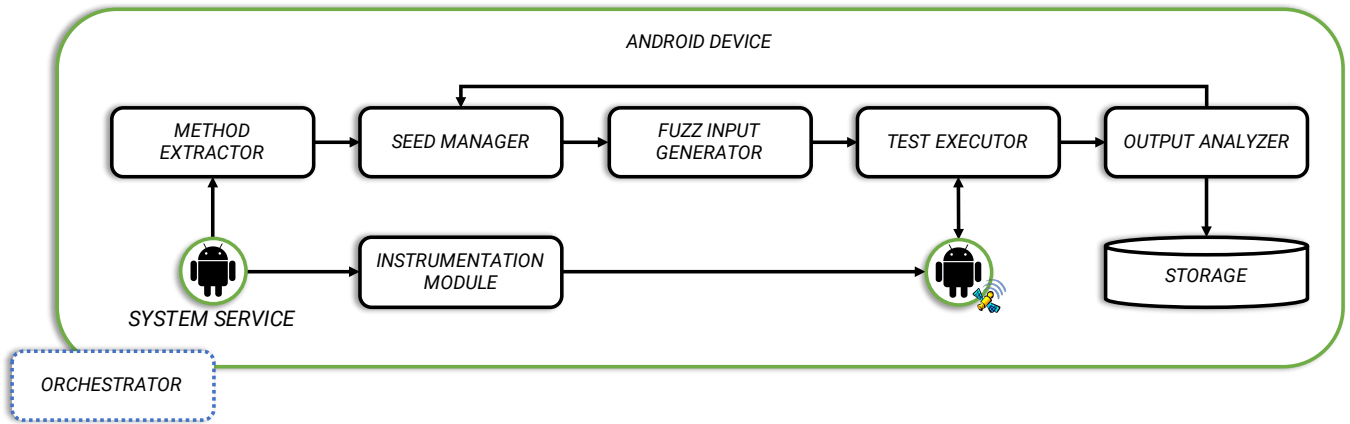 ANDROID DEVICE
METHOD
EXTRACTOR
SEED MANAGER
FUZZ INPUT
GENERATOR
TEST EXECUTOR
OUTPUT ANALYZER
SYSTEM SERVICE
INSTRUMENTATION
MODULE
STORAGE
ORCHESTRATOR